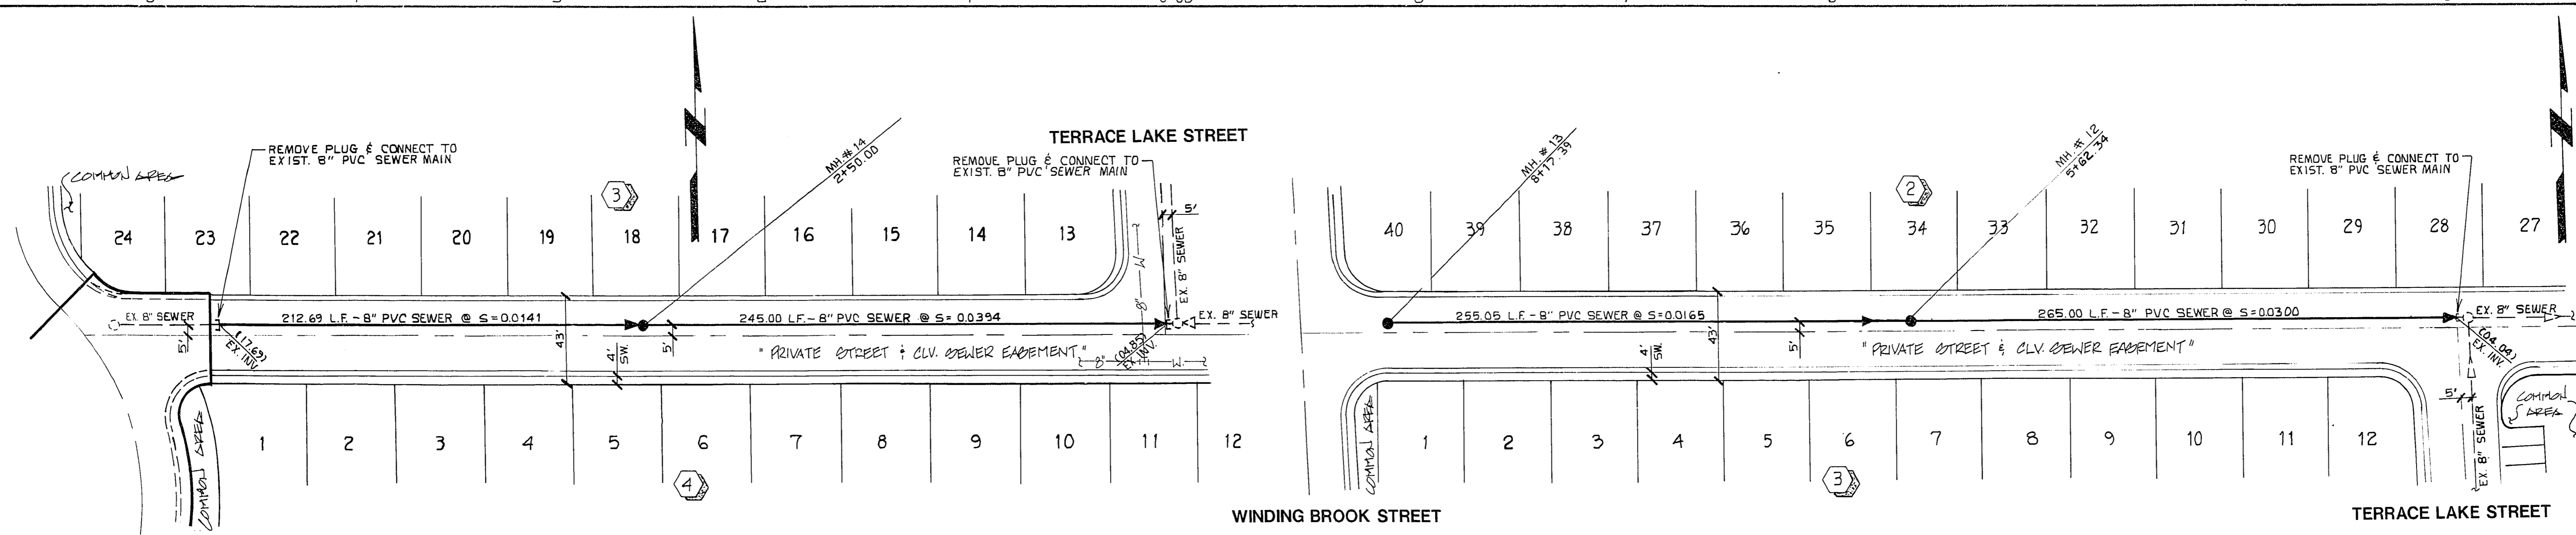 TERRACE LAKE STREET
REMOVE PLUG & CONNECT TO
EXIST. 8" PVC SEWER MAIN
COMMON AREA
MH. # 14
2+50.00
REMOVE PLUG & CONNECT TO
EXIST. 8" PVC SEWER MAIN
3
24 23 22 21 20 19 18 17 16 15 14 13
5'
EX. 8" SEWER
W
8"
EX. 8" SEWER
5'
(17.69)
EX. INV.
212.69 L.F. - 8" PVC SEWER @ S=0.0141
245.00 LF. - 8" PVC SEWER @ S= 0.0394
EX. 8" SEWER
43'
4'
SW.
5'
"PRIVATE STREET & CLV. SEWER EASEMENT"
8"
(04.85)
EX. INV.
W
COMMON AREA
1 2 3 4 5 6 7 8 9 10 11 12
4
WINDING BROOK STREET
MH. # 13
8+17.39
MH. # 12
5+62.34
REMOVE PLUG & CONNECT TO
EXIST. 8" PVC SEWER MAIN
2
40 39 38 37 36 35 34 33 32 31 30 29 28 27
255.05 L.F. - 8" PVC SEWER @ S=0.0165
265.00 L.F. - 8" PVC SEWER @ S=0.0300
EX. 8" SEWER
4'
SW.
43'
5'
"PRIVATE STREET & CLV. SEWER EASEMENT"
(04.04)
EX. INV.
COMMON AREA
1 2 3 4 5 6 7 8 9 10 11 12
3
5'
EX. 8" SEWER
COMMON
AREA
TERRACE LAKE STREET